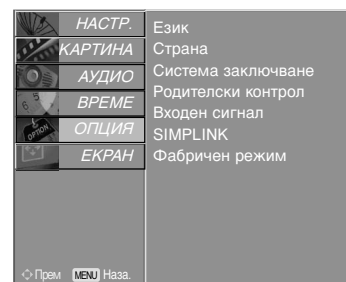 НАСТР.
КАРТИНА
АУДИО
ВРЕМЕ
ОПЦИЯ
ЕКРАН
Език
Страна
Система заключване
Родителски контрол
Входен сигнал
SIMPLINK
Фабричен режим
Прем MENU Наза.